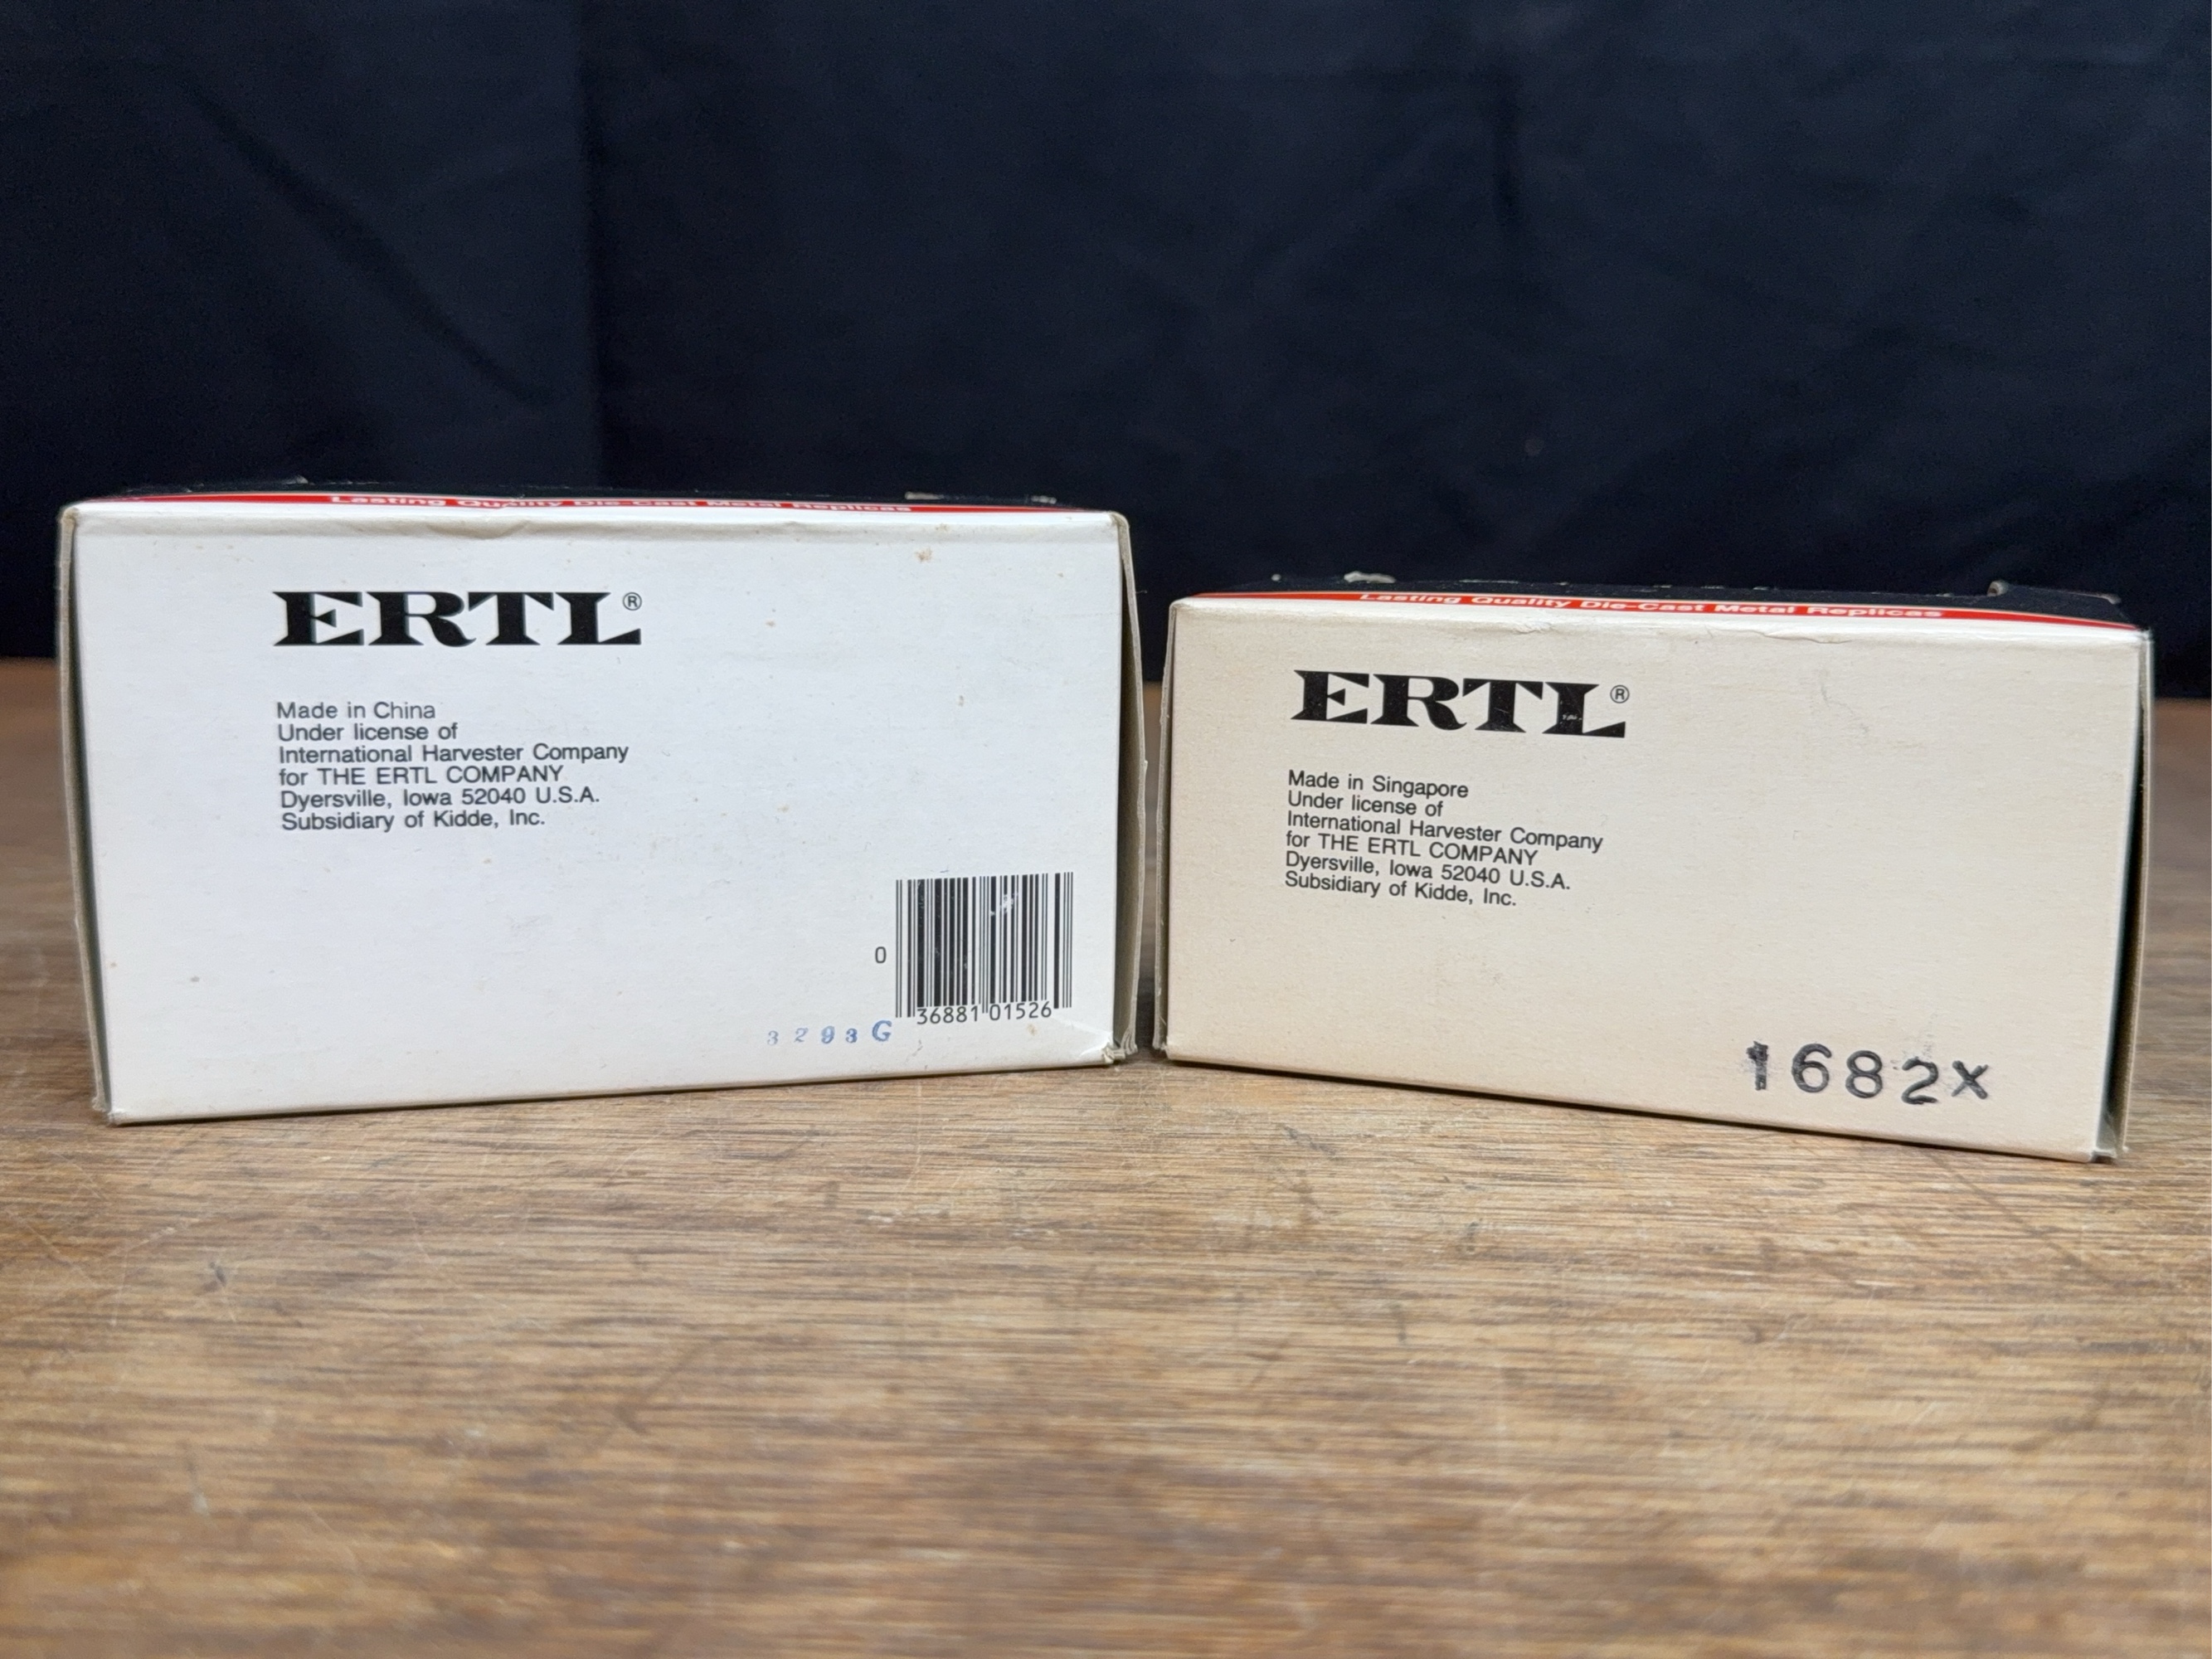 Lasting Quality Die-Cast Metal Replicas
ERTL®
Made in China
Under license of
International Harvester Company
for THE ERTL COMPANY
Dyersville, Iowa 52040 U.S.A.
Subsidiary of Kidde, Inc.
0 36881 01526
3293G
Lasting Quality Die-Cast Metal Replicas
ERTL®
Made in Singapore
Under license of
International Harvester Company
for THE ERTL COMPANY
Dyersville, Iowa 52040 U.S.A.
Subsidiary of Kidde, Inc.
1682X